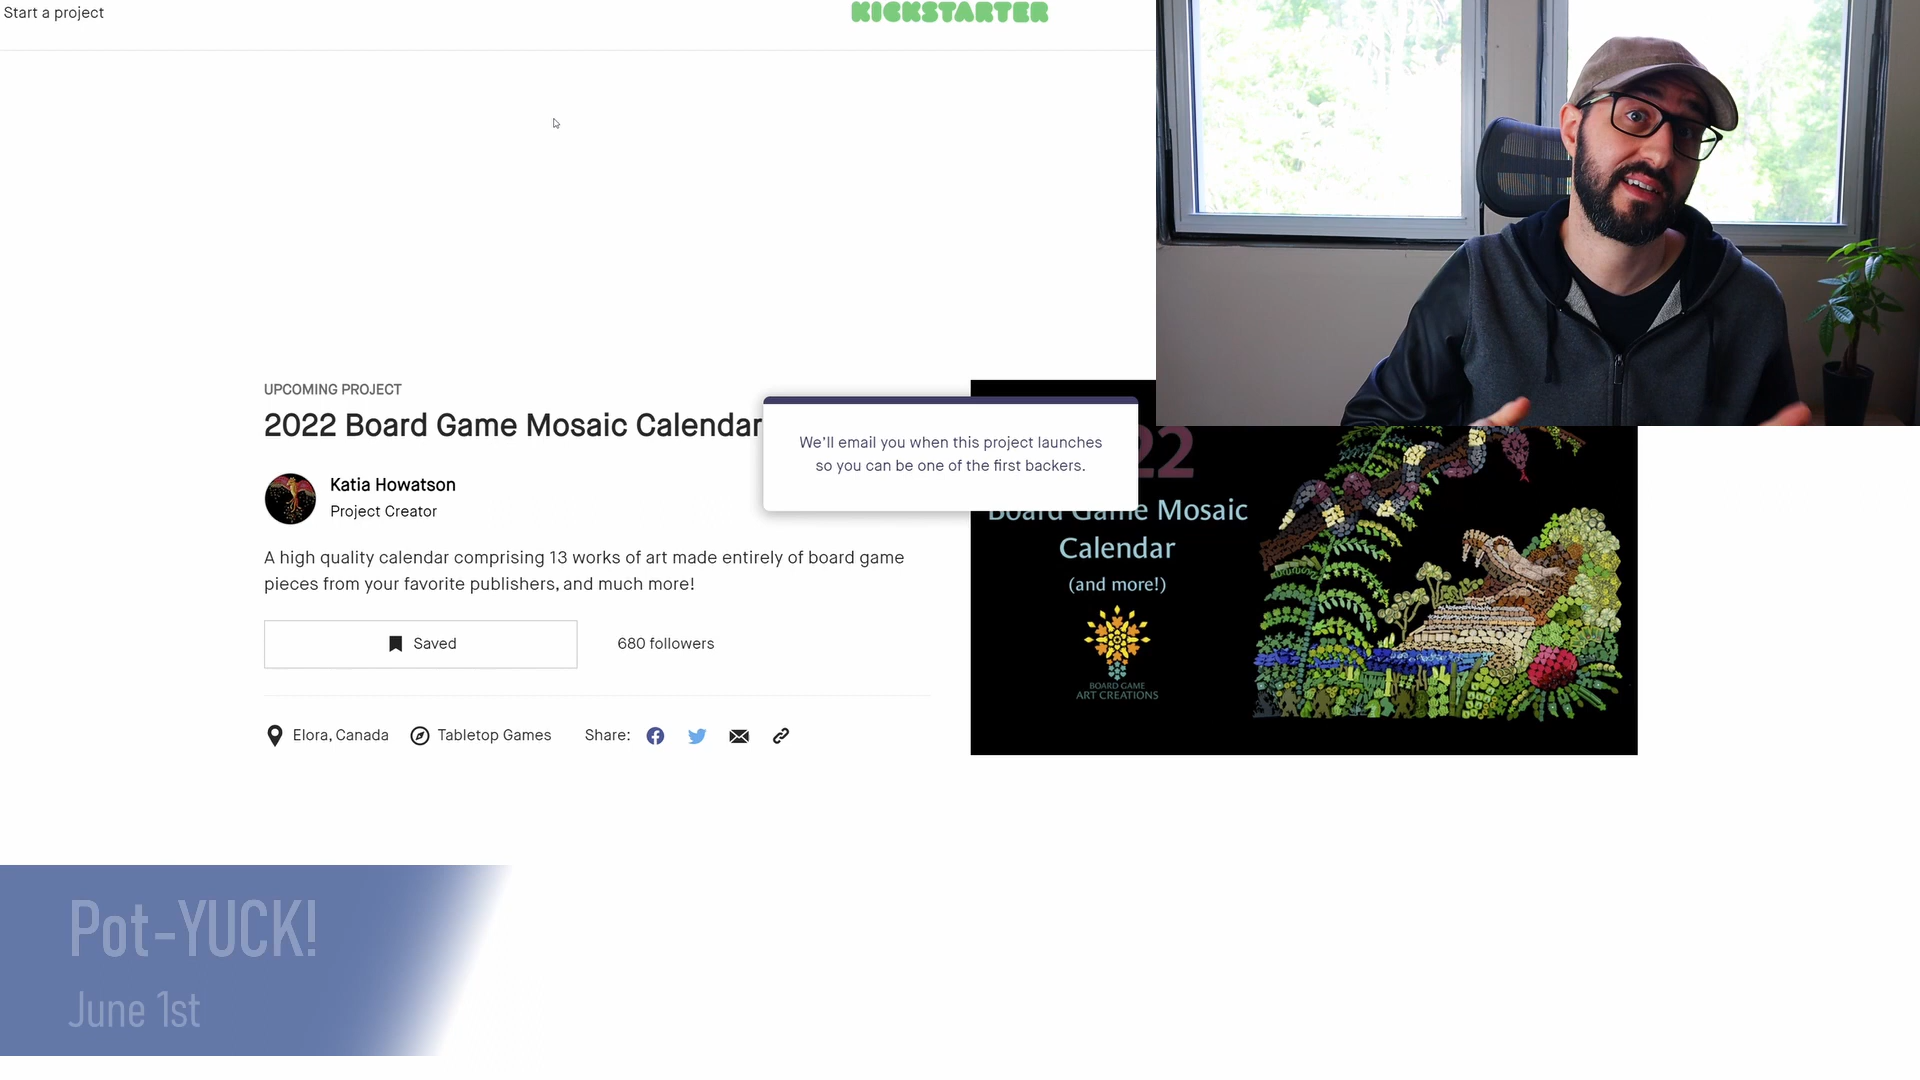 Start a project
KICKSTARTER
UPCOMING PROJECT
2022 Board Game Mosaic Calendar
Katia Howatson
Project Creator
A high quality calendar comprising 13 works of art made entirely of board game
pieces from your favorite publishers, and much more!
Saved
680 followers
Elora, Canada
Tabletop Games
Share:
We'll email you when this project launches
so you can be one of the first backers.
22
Board Game Mosaic
Calendar
(and more!)
BOARD GAME
ART CREATIONS
Pot-YUCK!
June 1st